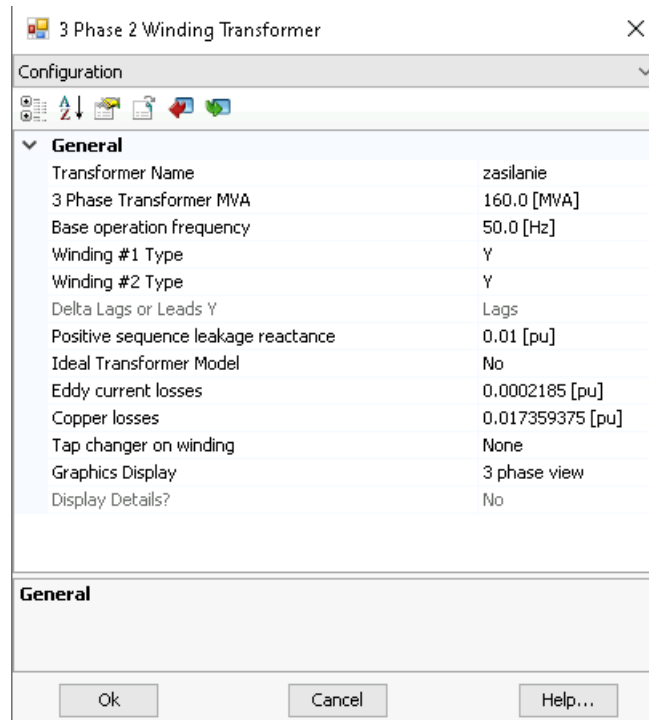 3 Phase 2 Winding Transformer
Configuration
General
Transformer Name zasilanie
3 Phase Transformer MVA 160.0 [MVA]
Base operation frequency 50.0 [Hz]
Winding #1 Type Y
Winding #2 Type Y
Delta Lags or Leads Y Lags
Positive sequence leakage reactance 0.01 [pu]
Ideal Transformer Model No
Eddy current losses 0.0002185 [pu]
Copper losses 0.017359375 [pu]
Tap changer on winding None
Graphics Display 3 phase view
Display Details? No
General
Ok Cancel Help...